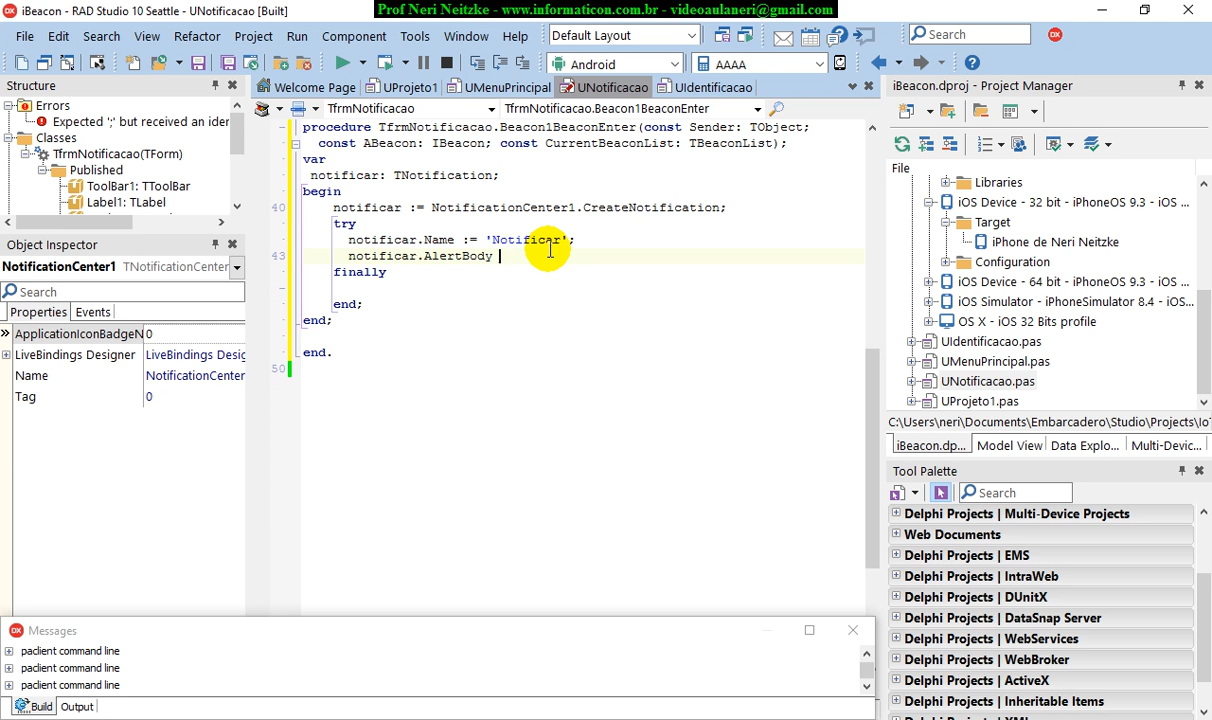 iBeacon - RAD Studio 10 Seattle - UNotificacao [Built]
Prof Neri Neitzke - www.informaticon.com.br - videoaulaneri@gmail.com
File Edit Search View Refactor Project Run Component Tools Window Help
Default Layout
Search
Android
AAAA
Structure
Errors
Expected ';' but received an ider
Classes
TfrmNotificacao(TForm)
Published
ToolBar1: TToolBar
Label1: TLabel
Object Inspector
NotificationCenter1 TNotificationCenter
Search
Properties Events
ApplicationIconBadgeN 0
LiveBindings Designer LiveBindings Desig
Name NotificationCenter
Tag 0
Welcome Page UProjeto1 UMenuPrincipal UNotificacao UIdentificacao
TfrmNotificacao TfrmNotificacao.Beacon1BeaconEnter
procedure TfrmNotificacao.Beacon1BeaconEnter(const Sender: TObject;
const ABeacon: IBeacon; const CurrentBeaconList: TBeaconList);
var
notificar: TNotification;
begin
40 notificar := NotificationCenter1.CreateNotification;
try
notificar.Name := 'Notificar';
43 notificar.AlertBody
finally
end;
end;
end.
50
Messages
paclient command line
paclient command line
paclient command line
Build Output
iBeacon.dproj - Project Manager
File
Libraries
iOS Device - 32 bit - iPhoneOS 9.3 - iOS ...
Target
iPhone de Neri Neitzke
Configuration
iOS Device - 64 bit - iPhoneOS 9.3 - iOS ...
iOS Simulator - iPhoneSimulator 8.4 - iOS...
OS X - iOS 32 Bits profile
UIdentificacao.pas
UMenuPrincipal.pas
UNotificacao.pas
UProjeto1.pas
C:\Users\neri\Documents\Embarcadero\Studio\Projects\IoT
iBeacon.dp... Model View Data Explo... Multi-Devic...
Tool Palette
Search
Delphi Projects | Multi-Device Projects
Web Documents
Delphi Projects | EMS
Delphi Projects | IntraWeb
Delphi Projects | DUnitX
Delphi Projects | DataSnap Server
Delphi Projects | WebServices
Delphi Projects | WebBroker
Delphi Projects | ActiveX
Delphi Projects | Inheritable Items